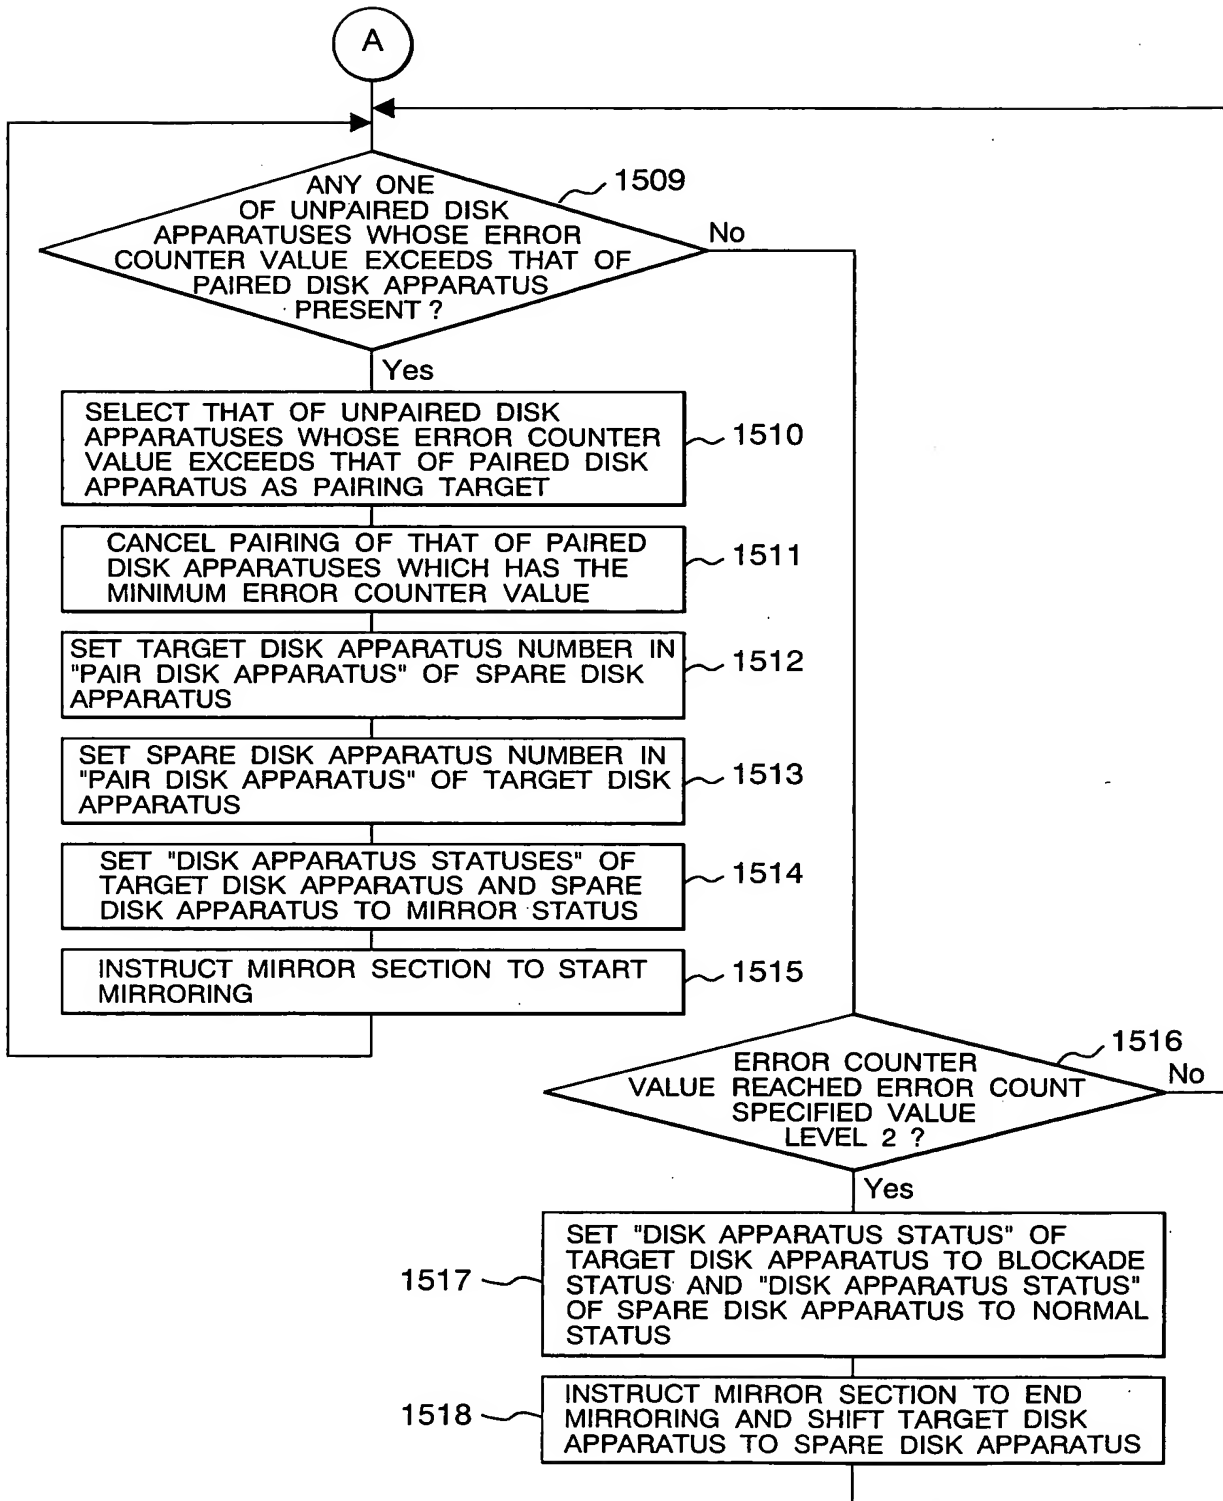 A
ANY ONE
OF UNPAIRED DISK
APPARATUSES WHOSE ERROR
COUNTER VALUE EXCEEDS THAT OF
PAIRED DISK APPARATUS
PRESENT ?
1509
No
Yes
SELECT THAT OF UNPAIRED DISK
APPARATUSES WHOSE ERROR COUNTER
VALUE EXCEEDS THAT OF PAIRED DISK
APPARATUS AS PAIRING TARGET
1510
CANCEL PAIRING OF THAT OF PAIRED
DISK APPARATUSES WHICH HAS THE
MINIMUM ERROR COUNTER VALUE
1511
SET TARGET DISK APPARATUS NUMBER IN
"PAIR DISK APPARATUS" OF SPARE DISK
APPARATUS
1512
SET SPARE DISK APPARATUS NUMBER IN
"PAIR DISK APPARATUS" OF TARGET DISK
APPARATUS
1513
SET "DISK APPARATUS STATUSES" OF
TARGET DISK APPARATUS AND SPARE
DISK APPARATUS TO MIRROR STATUS
1514
INSTRUCT MIRROR SECTION TO START
MIRRORING
1515
ERROR COUNTER
VALUE REACHED ERROR COUNT
SPECIFIED VALUE
LEVEL 2 ?
1516
No
Yes
SET "DISK APPARATUS STATUS" OF
TARGET DISK APPARATUS TO BLOCKADE
STATUS AND "DISK APPARATUS STATUS"
OF SPARE DISK APPARATUS TO NORMAL
STATUS
1517
INSTRUCT MIRROR SECTION TO END
MIRRORING AND SHIFT TARGET DISK
APPARATUS TO SPARE DISK APPARATUS
1518